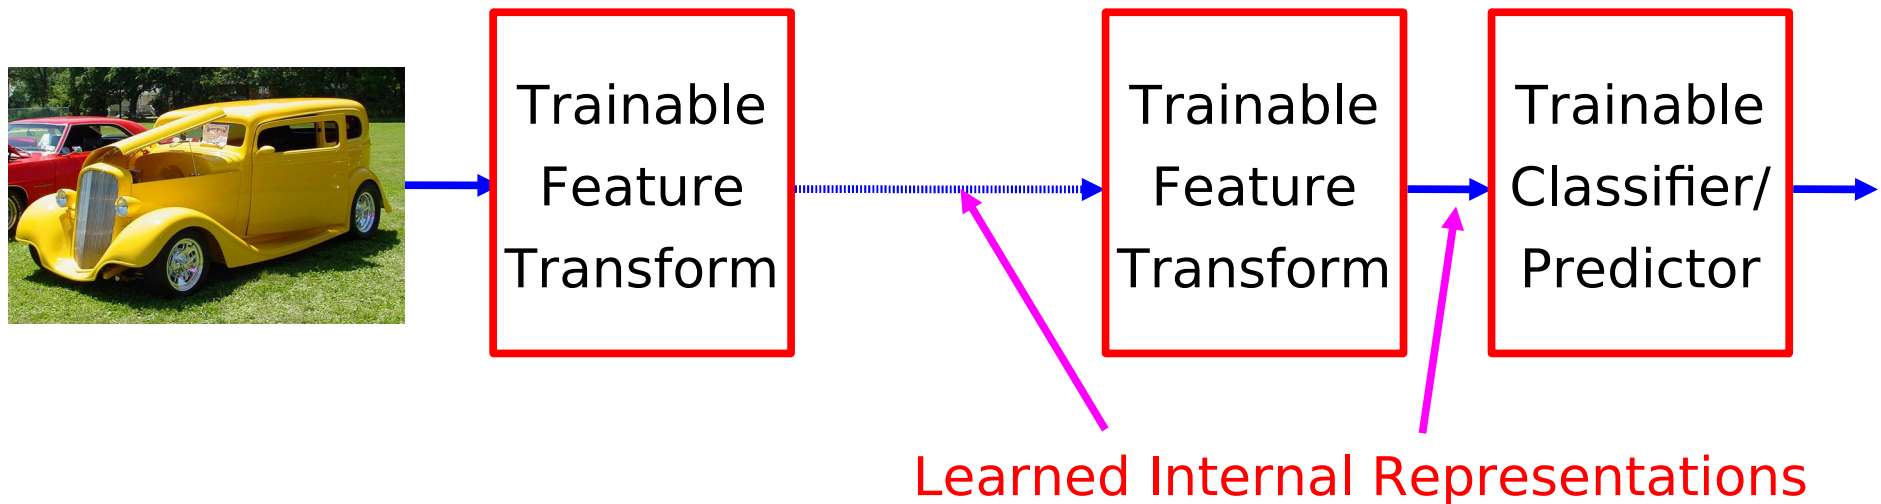 Trainable
Feature
Transform
Trainable
Feature
Transform
Trainable
Classifier/
Predictor
Learned Internal Representations